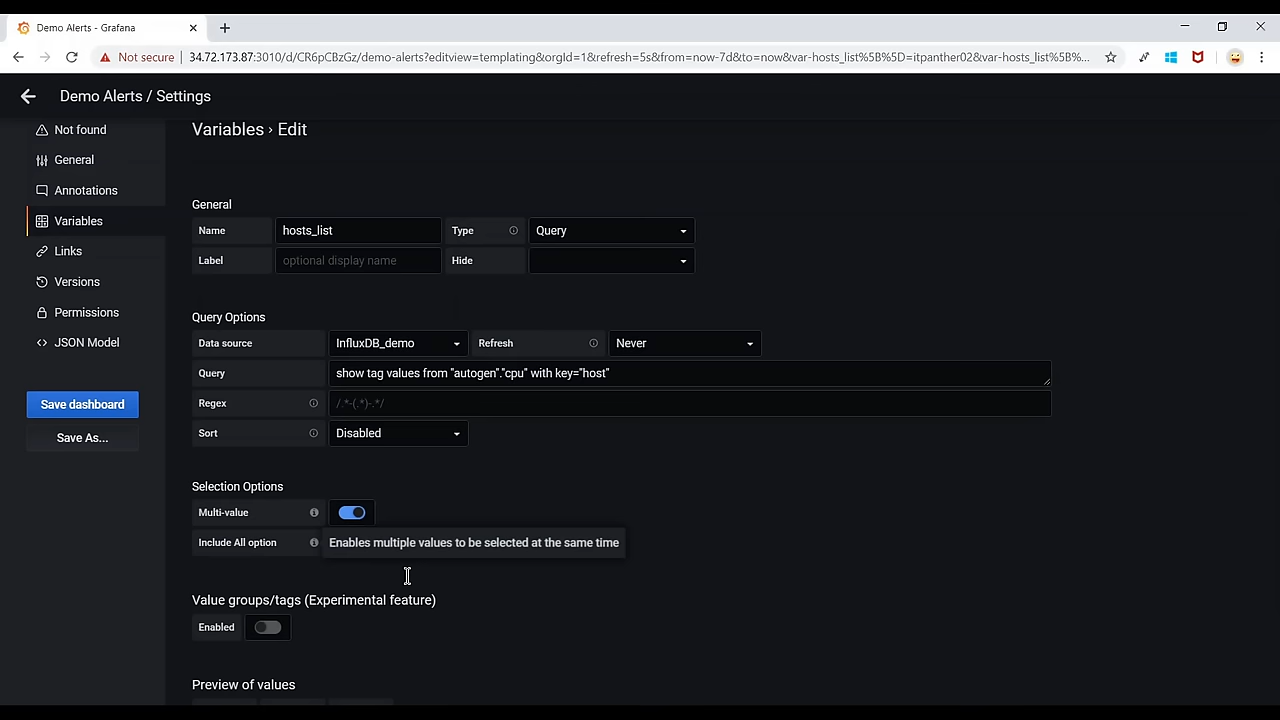 Demo Alerts - Grafana
Not secure
34.72.173.87:3010/d/CR6pCBzGz/demo-alerts?editview=templating&orgId=1&refresh=5s&from=now-7d&to=now&var-hosts_list%5B%5D=itpanther02&var-hosts_list%5B%...
Demo Alerts / Settings
Not found
General
Annotations
Variables
Links
Versions
Permissions
JSON Model
Save dashboard
Save As...
Variables › Edit
General
Name hosts_list Type Query
Label optional display name Hide
Query Options
Data source InfluxDB_demo Refresh Never
Query show tag values from "autogen"."cpu" with key="host"
Regex /.*-(.*)-.*/
Sort Disabled
Selection Options
Multi-value
Include All option Enables multiple values to be selected at the same time
Value groups/tags (Experimental feature)
Enabled
Preview of values